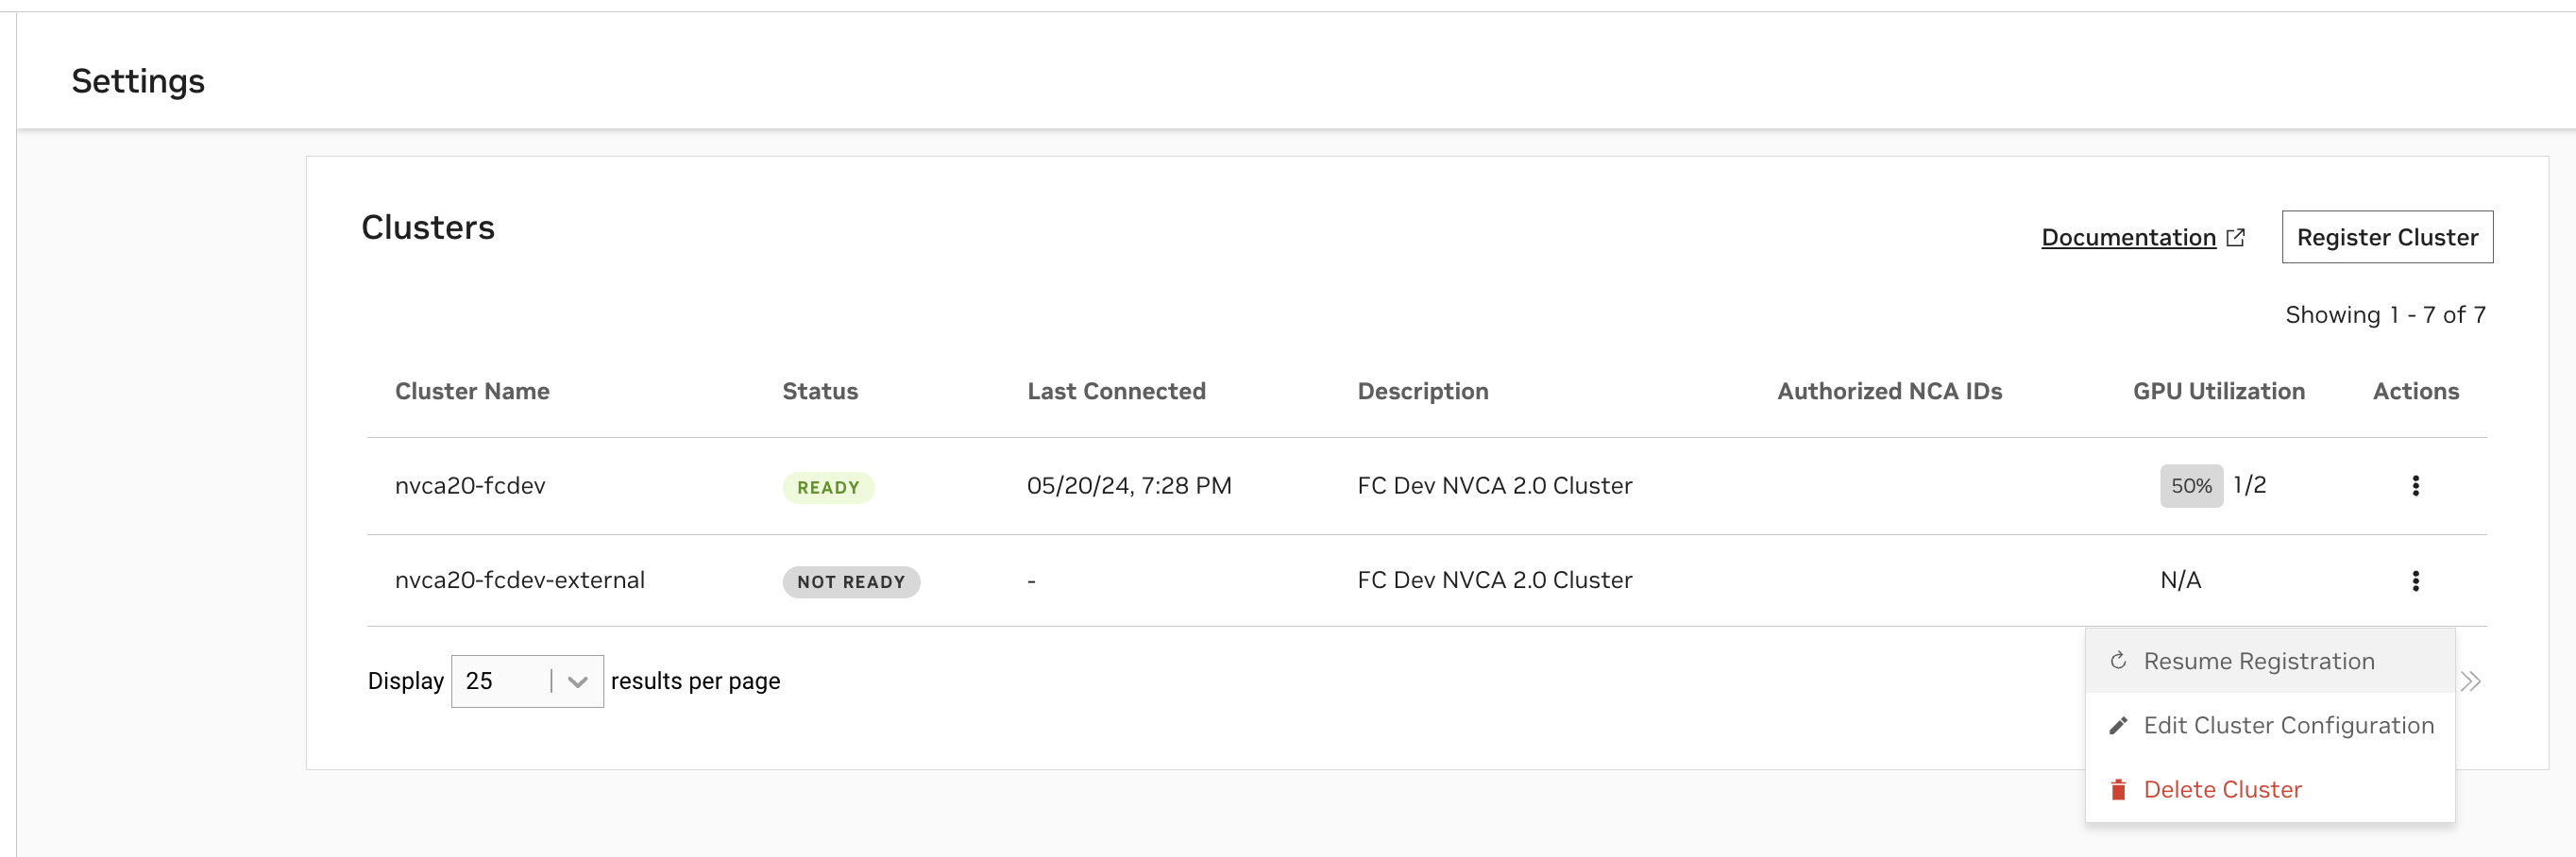 Settings
Clusters
Documentation
Register Cluster
Showing 1 - 7 of 7
Cluster Name Status Last Connected Description Authorized NCA IDs GPU Utilization Actions
nvca20-fcdev READY 05/20/24, 7:28 PM FC Dev NVCA 2.0 Cluster 50% 1/2
nvca20-fcdev-external NOT READY - FC Dev NVCA 2.0 Cluster N/A
Display 25 results per page
Resume Registration
Edit Cluster Configuration
Delete Cluster